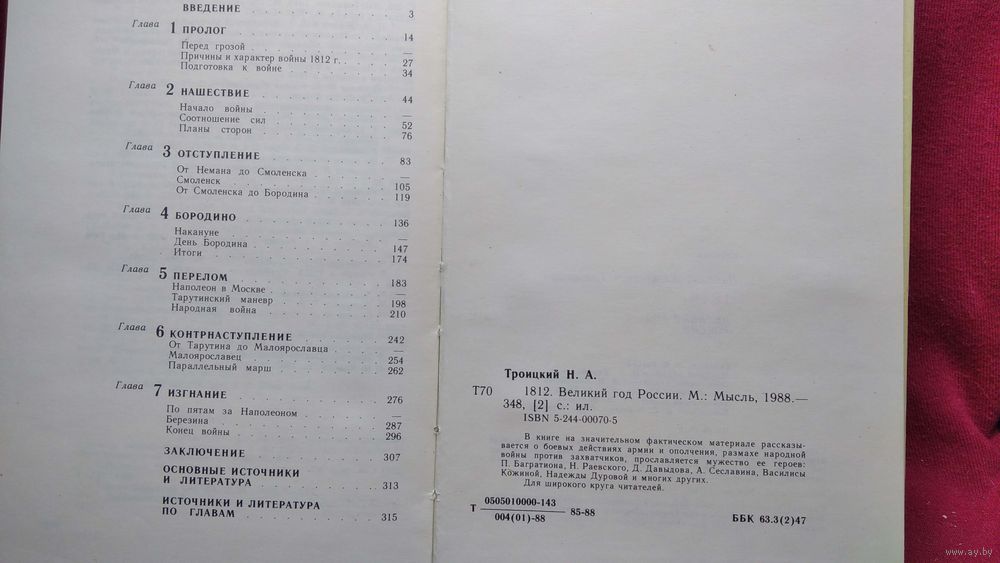 ВВЕДЕНИЕ . . . . . . . . . . 3
Глава 1 ПРОЛОГ . . . . . . . . . . 14
Перед грозой . . . . . . . . . . —
Причины и характер войны 1812 г. . . . . . 27
Подготовка к войне . . . . . . . . 34
Глава 2 НАШЕСТВИЕ . . . . . . . . . 44
Начало войны . . . . . . . . . —
Соотношение сил . . . . . . . . 52
Планы сторон . . . . . . . . . 76
Глава 3 ОТСТУПЛЕНИЕ . . . . . . . . 83
От Немана до Смоленска . . . . . . —
Смоленск . . . . . . . . . . 105
От Смоленска до Бородина . . . . . . 119
Глава 4 БОРОДИНО . . . . . . . . . 136
Накануне . . . . . . . . . . —
День Бородина . . . . . . . . . 147
Итоги . . . . . . . . . . . 174
Глава 5 ПЕРЕЛОМ . . . . . . . . . 183
Наполеон в Москве . . . . . . . . —
Тарутинский маневр . . . . . . . . 198
Народная война . . . . . . . . . 210
Глава 6 КОНТРНАСТУПЛЕНИЕ . . . . . . 242
От Тарутина до Малоярославца . . . . . —
Малоярославец . . . . . . . . . 254
Параллельный марш . . . . . . . . 262
Глава 7 ИЗГНАНИЕ . . . . . . . . . 276
По пятам за Наполеоном . . . . . . —
Березина . . . . . . . . . . 287
Конец войны . . . . . . . . . 296
ЗАКЛЮЧЕНИЕ . . . . . . . . . 307
ОСНОВНЫЕ ИСТОЧНИКИ
И ЛИТЕРАТУРА . . . . . . . . . 313
ИСТОЧНИКИ И ЛИТЕРАТУРА
ПО ГЛАВАМ . . . . . . . . . . 315
Троицкий Н. А.
Т70 1812. Великий год России. М.: Мысль, 1988.—
348, [2] с.: ил.
ISBN 5-244-00070-5
В книге на значительном фактическом материале рассказы-
вается о боевых действиях армии и ополчения, размахе народной
войны против захватчиков, прославляется мужество ее героев:
П. Багратиона, Н. Раевского, Д. Давыдова, А. Сеславина, Василисы
Кожиной, Надежды Дуровой и многих других.
Для широкого круга читателей.
Т 0505010000-143 85-88
004(01)-88
ББК 63.3(2)47
www.ay.by